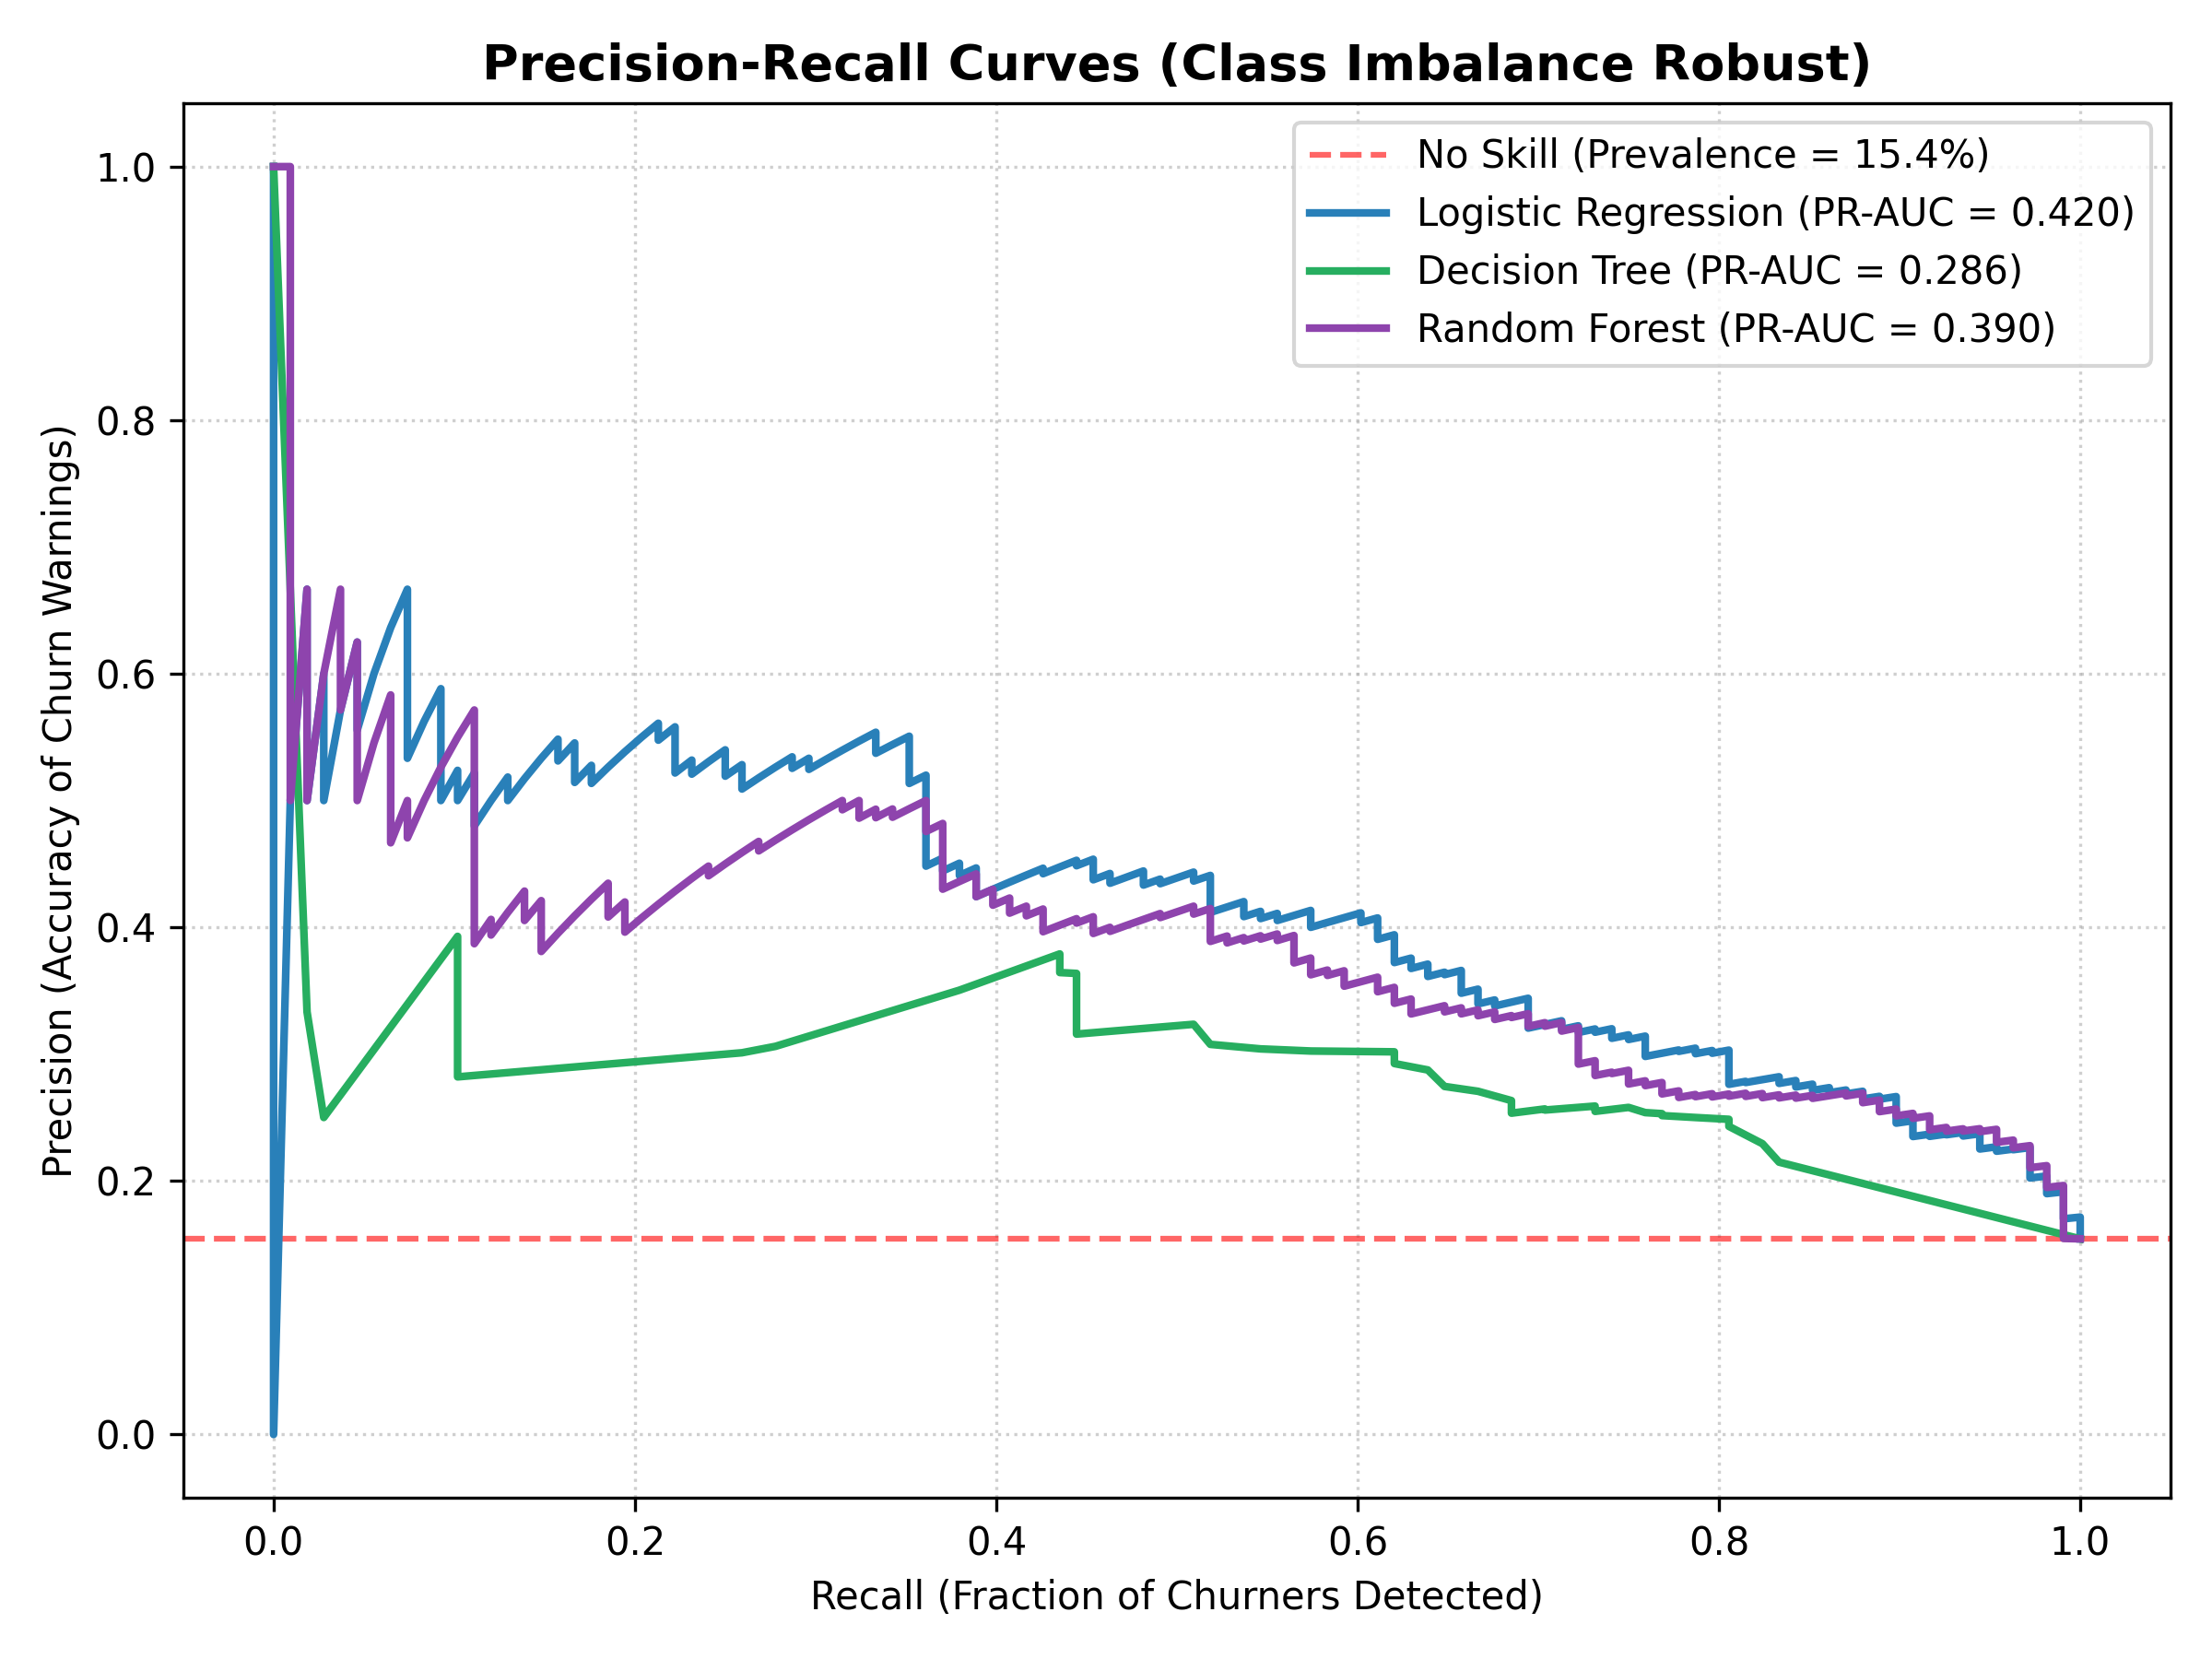 Precision-Recall Curves (Class Imbalance Robust)
No Skill (Prevalence = 15.4%)
Logistic Regression (PR-AUC = 0.420)
Decision Tree (PR-AUC = 0.286)
Random Forest (PR-AUC = 0.390)
Precision (Accuracy of Churn Warnings)
1.0
0.8
0.6
0.4
0.2
0.0
0.0 0.2 0.4 0.6 0.8 1.0
Recall (Fraction of Churners Detected)